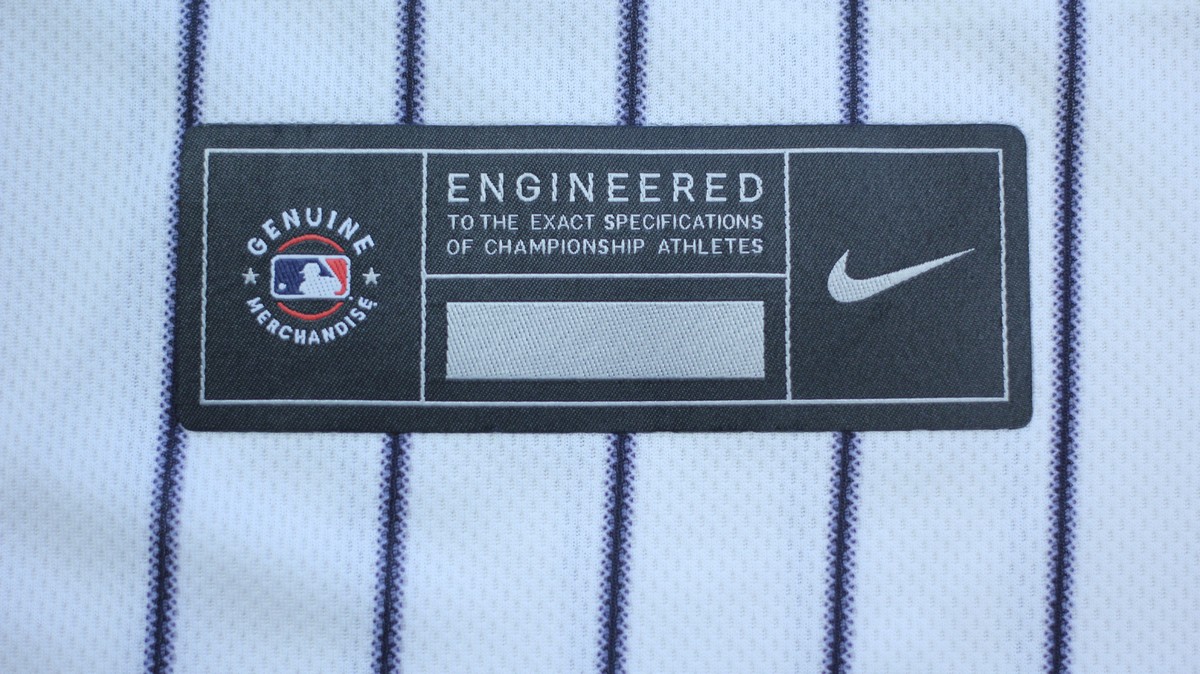 GENUINE
MERCHANDISE
ENGINEERED
TO THE EXACT SPECIFICATIONS
OF CHAMPIONSHIP ATHLETES